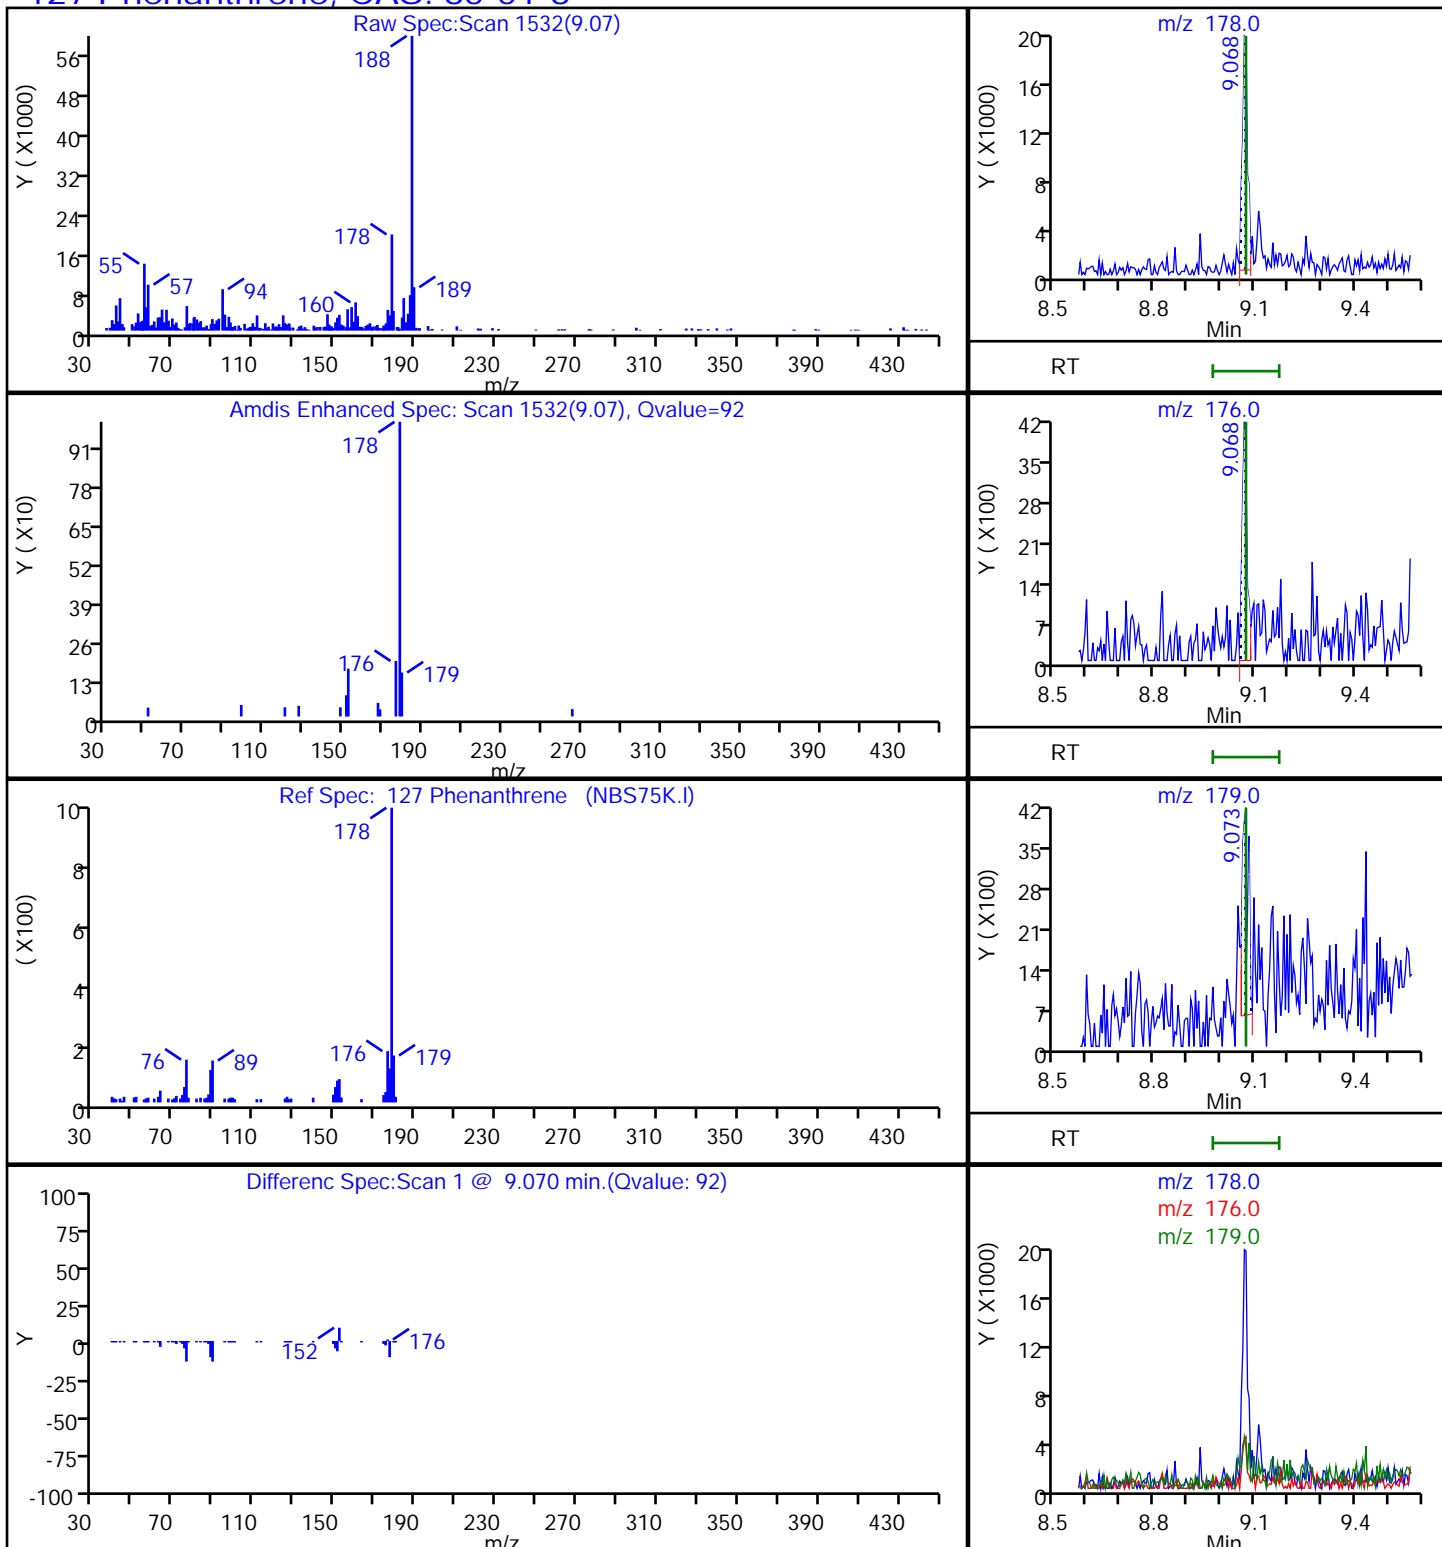 Raw Spec:Scan 1532(9.07)
Y ( X1000)
56
48
40
32
24
16
8
0
188
178
55
57
94
160
189
30 70 110 150 190 230 270 310 350 390 430
m/z
m/z 178.0
Y ( X1000)
20
16
12
8
4
0
9.068
8.5 8.8 9.1 9.4
Min
RT
Amdis Enhanced Spec: Scan 1532(9.07), Qvalue=92
Y ( X10)
91
78
65
52
39
26
13
0
178
176
179
30 70 110 150 190 230 270 310 350 390 430
m/z
m/z 176.0
Y ( X100)
42
35
28
21
14
7
0
9.068
8.5 8.8 9.1 9.4
Min
RT
Ref Spec: 127 Phenanthrene (NBS75K.l)
( X100)
10
8
6
4
2
0
178
76
89
176
179
30 70 110 150 190 230 270 310 350 390 430
m/z 179.0
Y ( X100)
42
35
28
21
14
7
0
9.073
8.5 8.8 9.1 9.4
Min
RT
Differenc Spec:Scan 1 @ 9.070 min.(Qvalue: 92)
Y
100
75
50
25
0
-25
-50
-75
-100
152
176
30 70 110 150 190 230 270 310 350 390 430
m/z
m/z 178.0
m/z 176.0
m/z 179.0
Y ( X1000)
20
16
12
8
4
0
8.5 8.8 9.1 9.4
Min